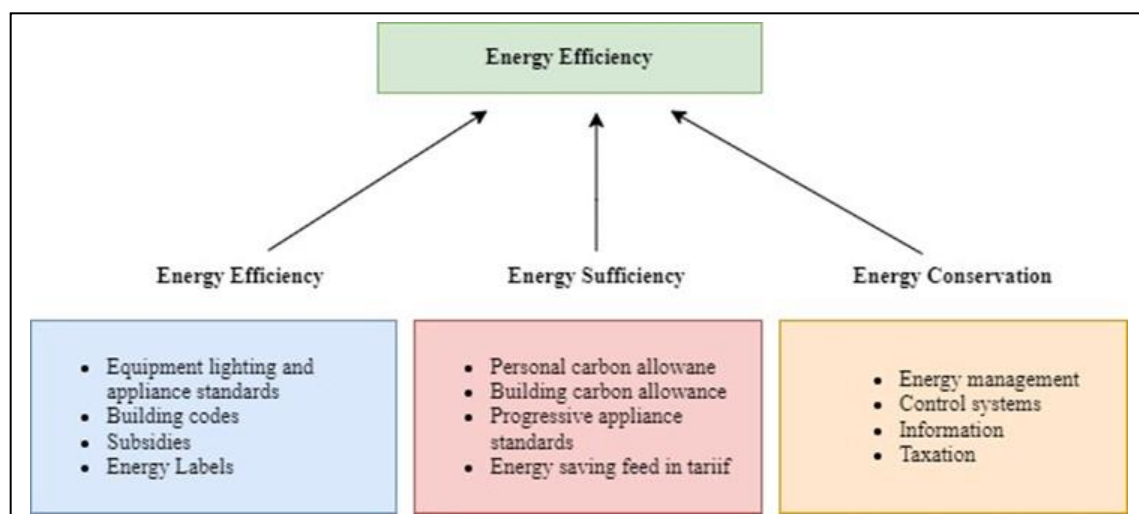 Energy Efficiency
Energy Efficiency
Energy Sufficiency
Energy Conservation
• Equipment lighting and
appliance standards
• Building codes
• Subsidies
• Energy Labels
• Personal carbon allowane
• Building carbon allowance
• Progressive appliance
standards
• Energy saving feed in tariif
• Energy management
• Control systems
• Information
• Taxation